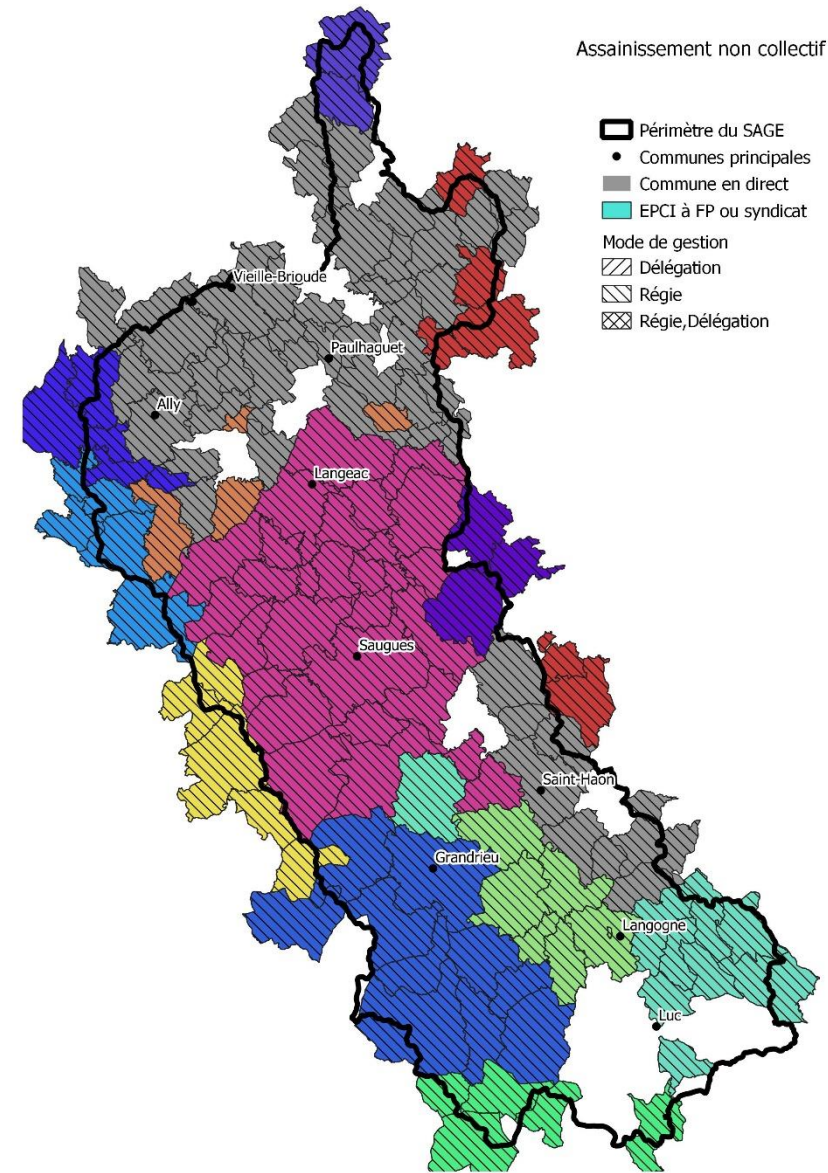 Assainissement non collectif
Périmètre du SAGE
Communes principales
Commune en direct
EPCI à FP ou syndicat
Mode de gestion
Délégation
Régie
Régie,Délégation
Vieille-Brioude
Paulhaguet
Ally
Langeac
Saugues
Saint-Haon
Grandrieu
Langogne
Luc